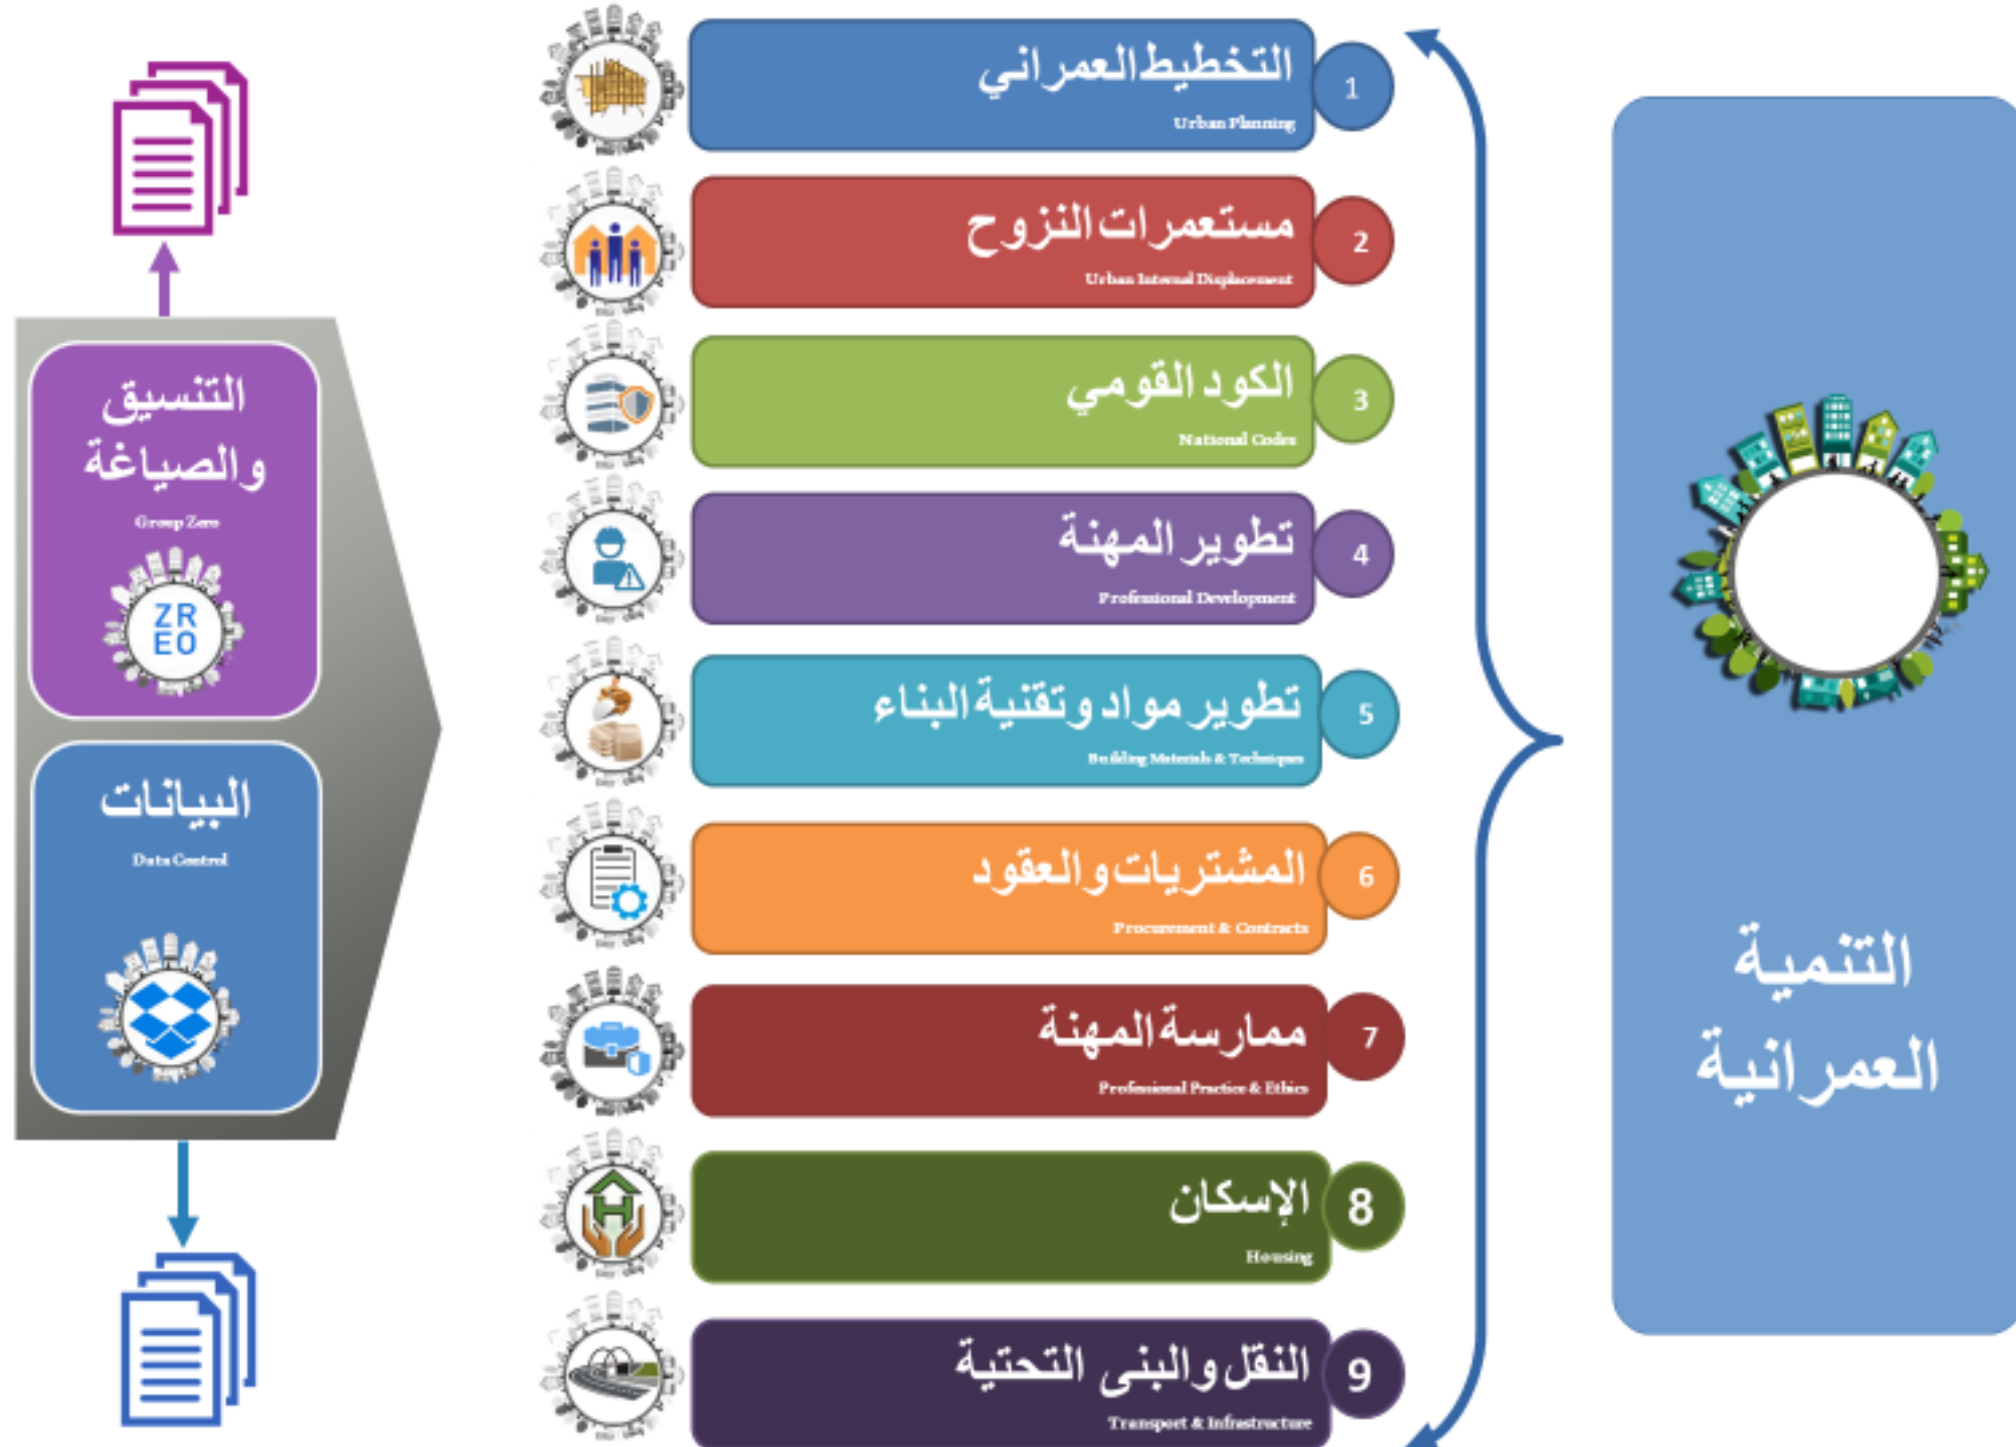 التنمية
العمرانية
1
التخطيط العمراني
Urban Planning
2
مستعمرات النزوح
Urban Internal Displacement
3
الكود القومي
National Codes
4
تطوير المهنة
Professional Development
5
تطوير مواد وتقنية البناء
Building Materials & Techniques
6
المشتريات والعقود
Procurement & Contracts
7
ممارسة المهنة
Professional Practice & Ethics
8
الإسكان
Housing
9
النقل والبنى التحتية
Transport & Infrastructure
التنسيق
والصياغة
Group Zero
ZR
EO
البيانات
Data Control